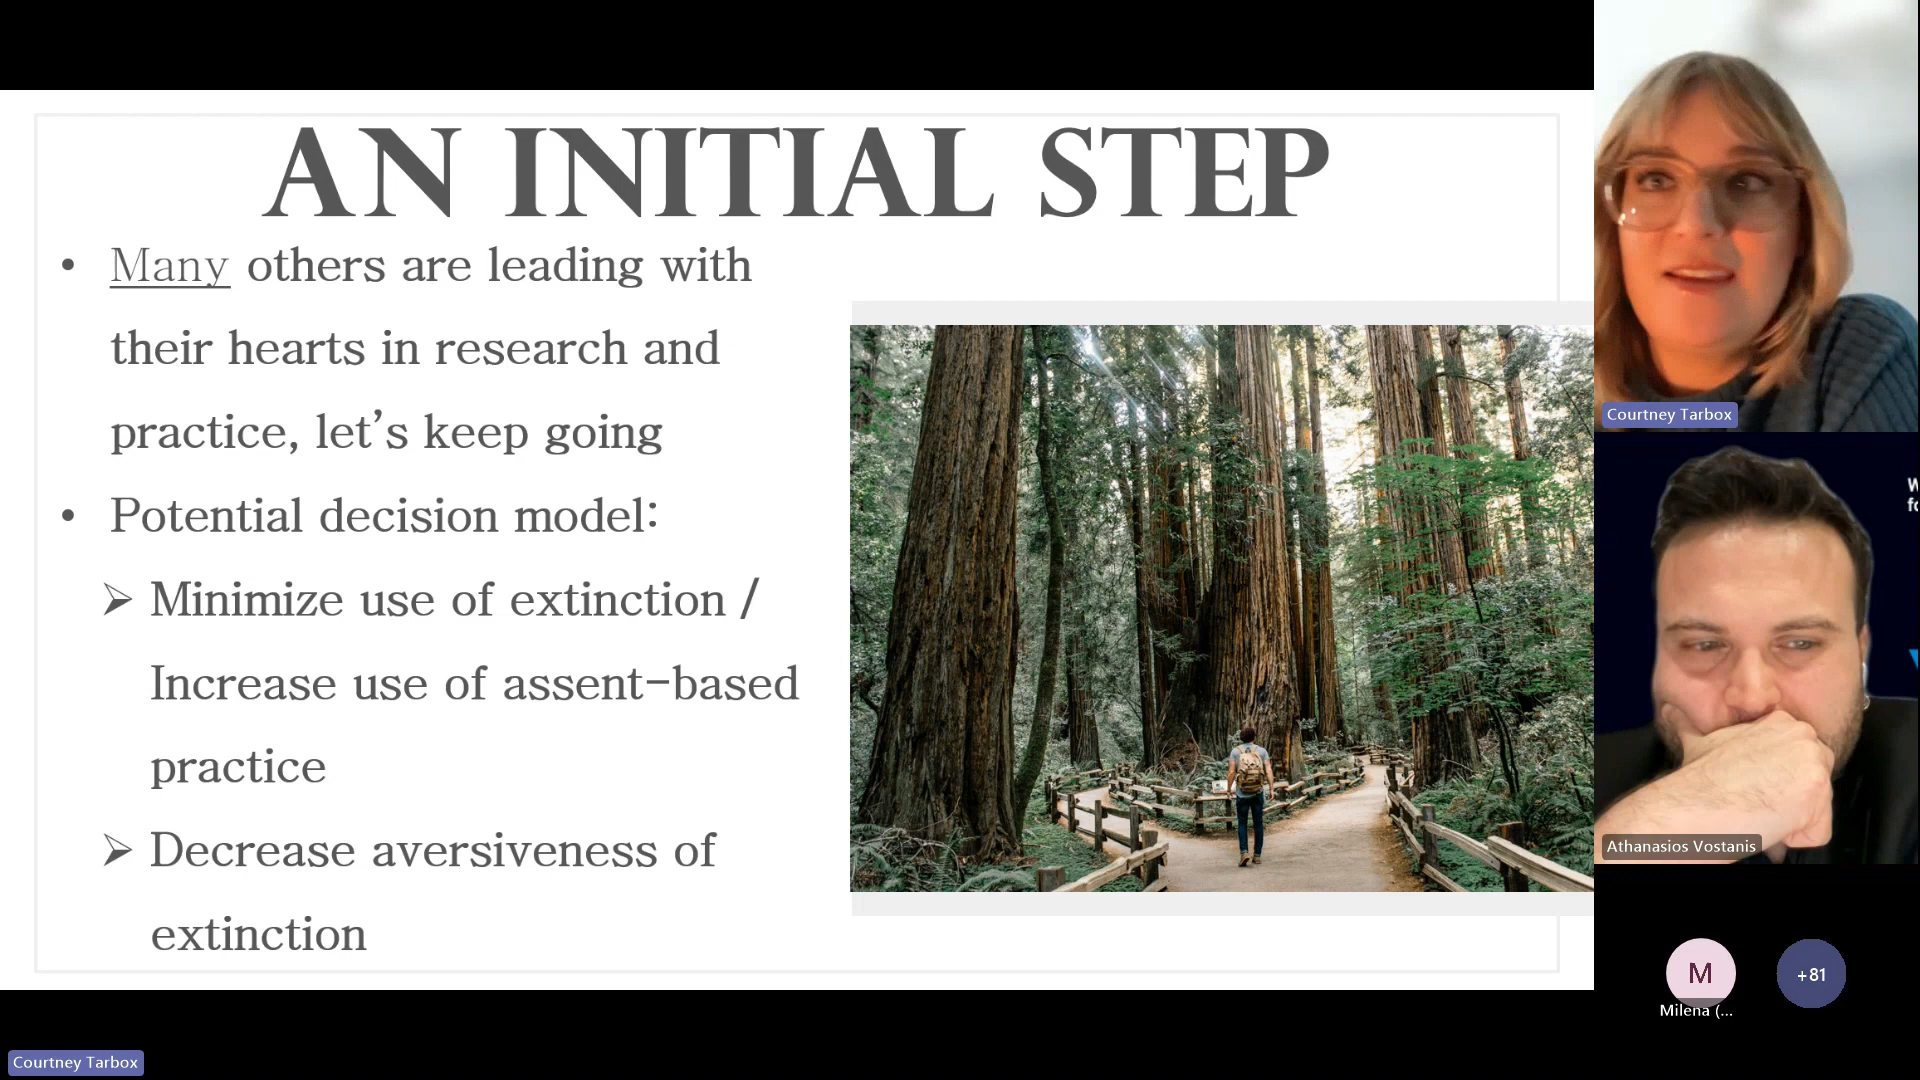 AN INITIAL STEP
• Many others are leading with
their hearts in research and
practice, let’s keep going
• Potential decision model:
➢ Minimize use of extinction /
Increase use of assent-based
practice
➢ Decrease aversiveness of
extinction
Courtney Tarbox
Athanasios Vostanis
M
Milena (...
+81
Courtney Tarbox